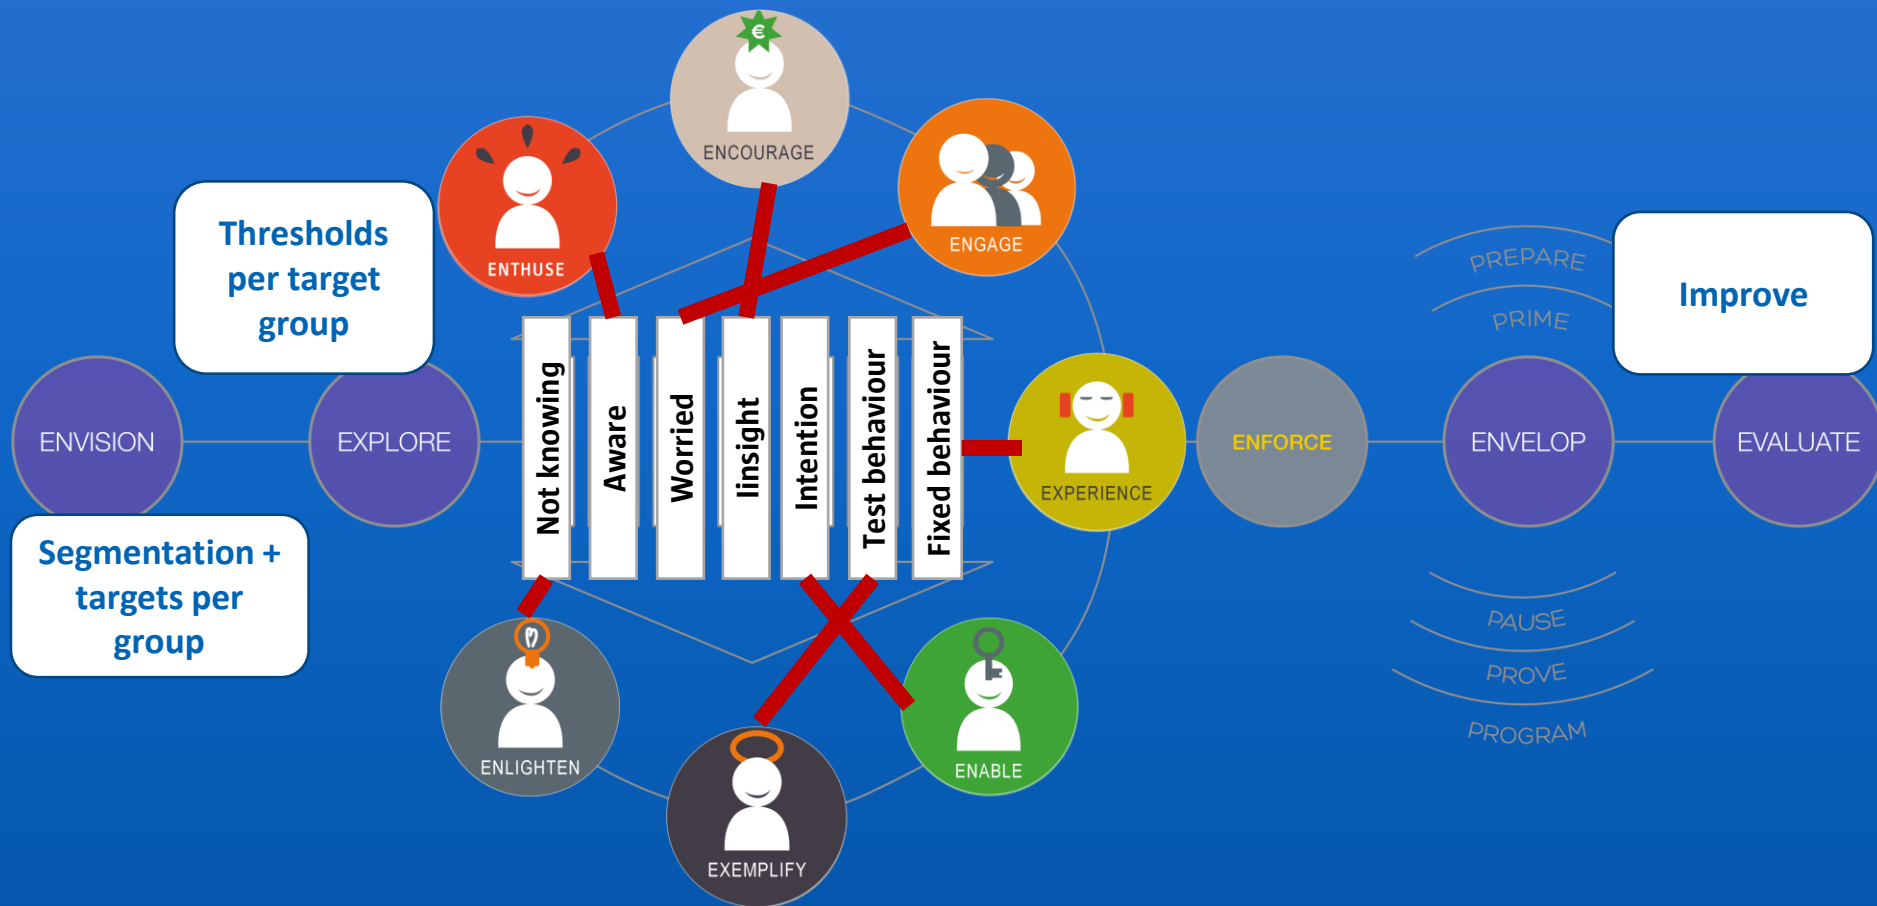 €
ENCOURAGE
ENTHUSE
ENGAGE
Thresholds
per target
group
PREPARE
PRIME
Improve
ENVISION
EXPLORE
Not knowing
Aware
Worried
Iinsight
Intention
Test behaviour
Fixed behaviour
EXPERIENCE
ENFORCE
ENVELOP
EVALUATE
Segmentation +
targets per
group
ENLIGHTEN
EXEMPLIFY
ENABLE
PAUSE
PROVE
PROGRAM